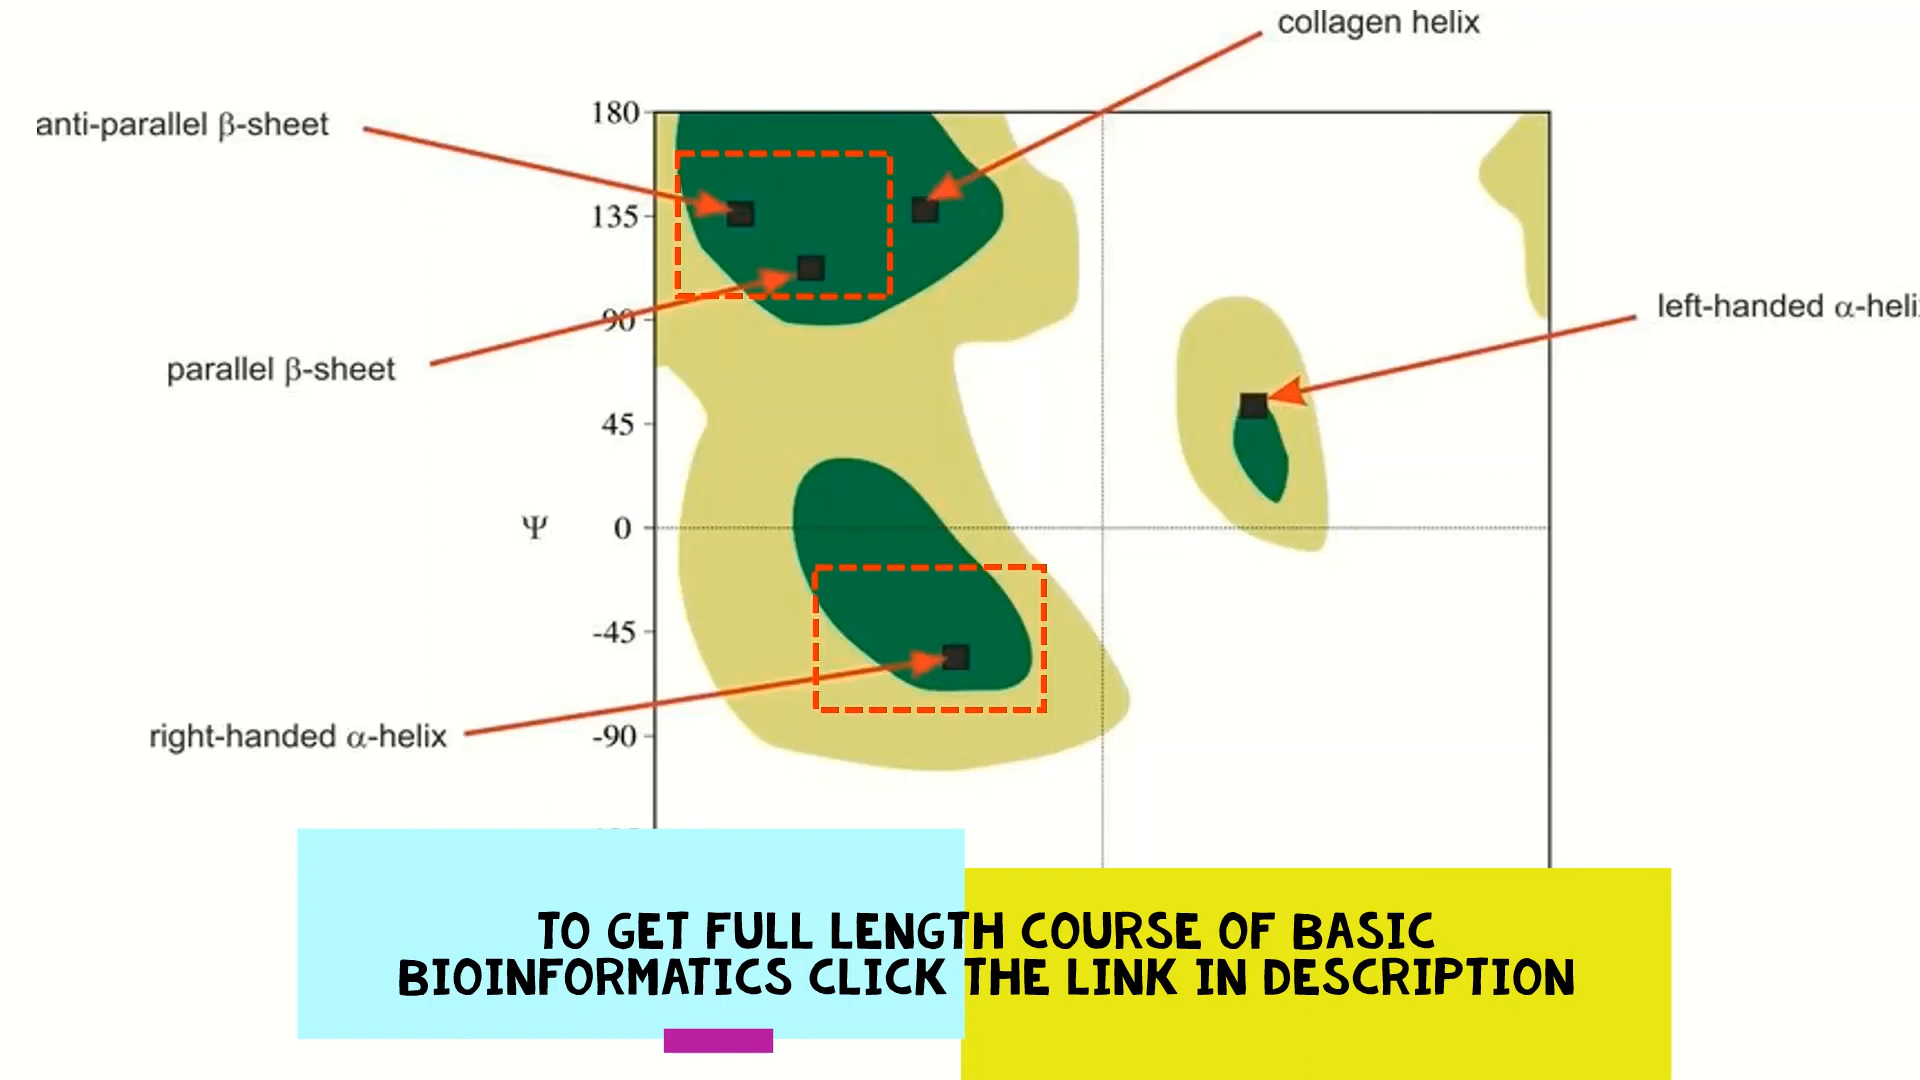 collagen helix
anti-parallel β-sheet
180
135
90
left-handed α-heli
parallel β-sheet
45
Ψ 0
-45
right-handed α-helix
-90
TO GET FULL LENGTH COURSE OF BASIC
BIOINFORMATICS CLICK THE LINK IN DESCRIPTION